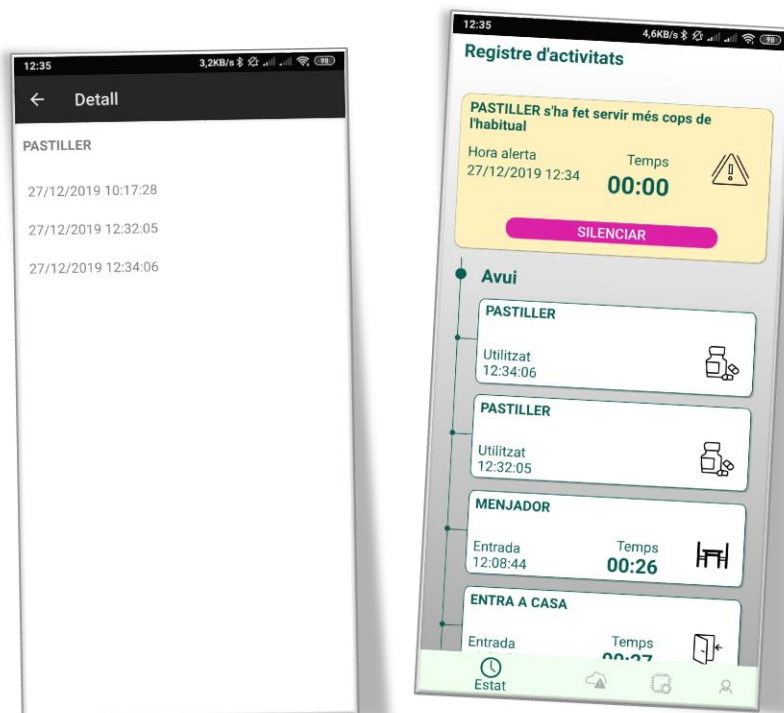 12:35
3,2KB/s
98
Detall
PASTILLER
27/12/2019 10:17:28
27/12/2019 12:32:05
27/12/2019 12:34:06
12:35
4,6KB/s
98
Registre d'activitats
PASTILLER s'ha fet servir més cops de
l'habitual
Hora alerta
27/12/2019 12:34
Temps
00:00
SILENCIAR
Avui
PASTILLER
Utilitzat
12:34:06
PASTILLER
Utilitzat
12:32:05
MENJADOR
Entrada
12:08:44
Temps
00:26
ENTRA A CASA
Entrada
Temps
Estat